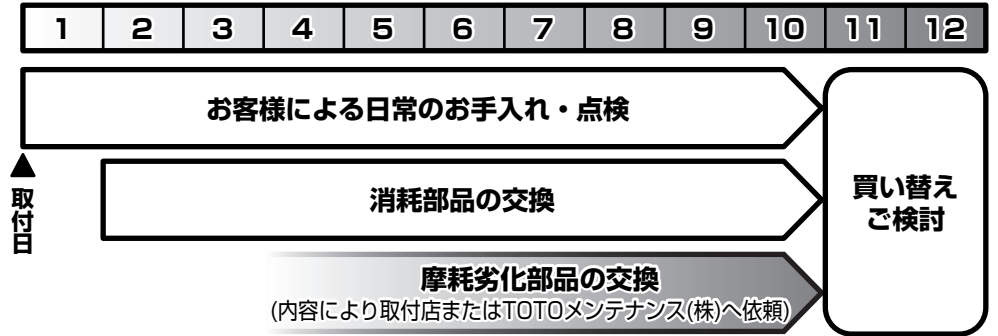 1 2 3 4 5 6 7 8 9 10 11 12
お客様による日常のお手入れ・点検
取付日
消耗部品の交換
買い替え
ご検討
摩耗劣化部品の交換
(内容により取付店またはTOTOメンテナンス(株)へ依頼)